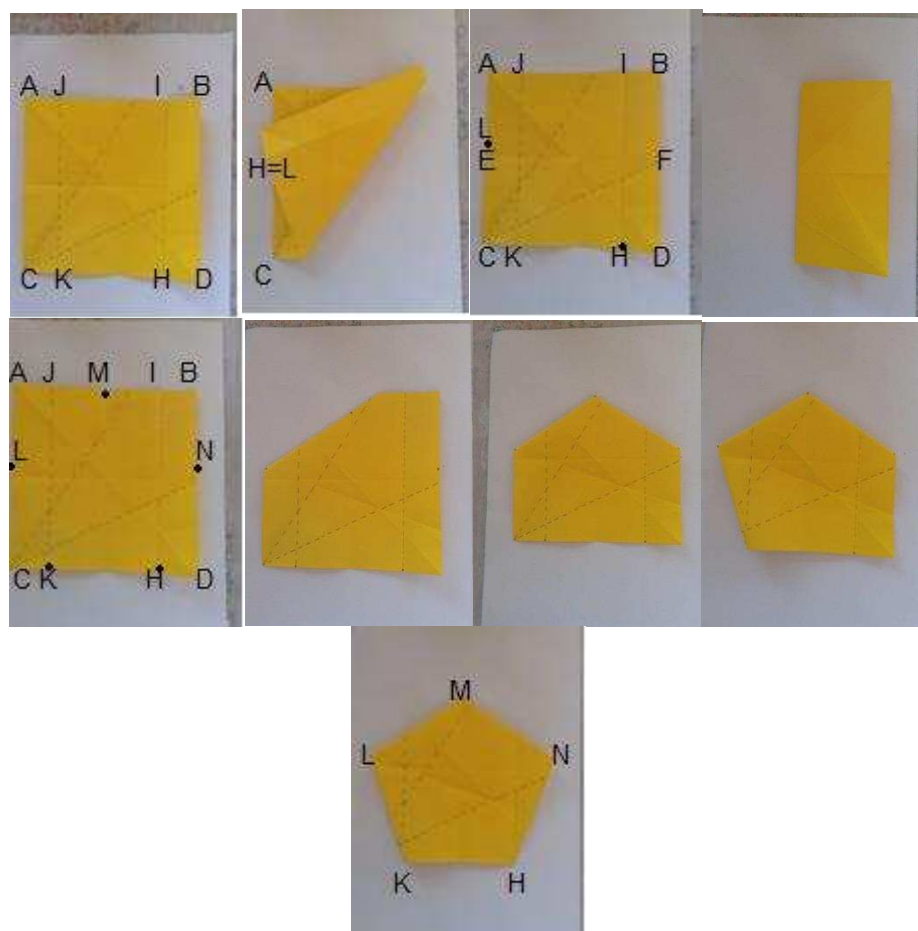 A J I B
C K H D
A
H=L
C
A J I B
L
E F
C K H D
A J M I B
L N
C K H D
M
L N
K H